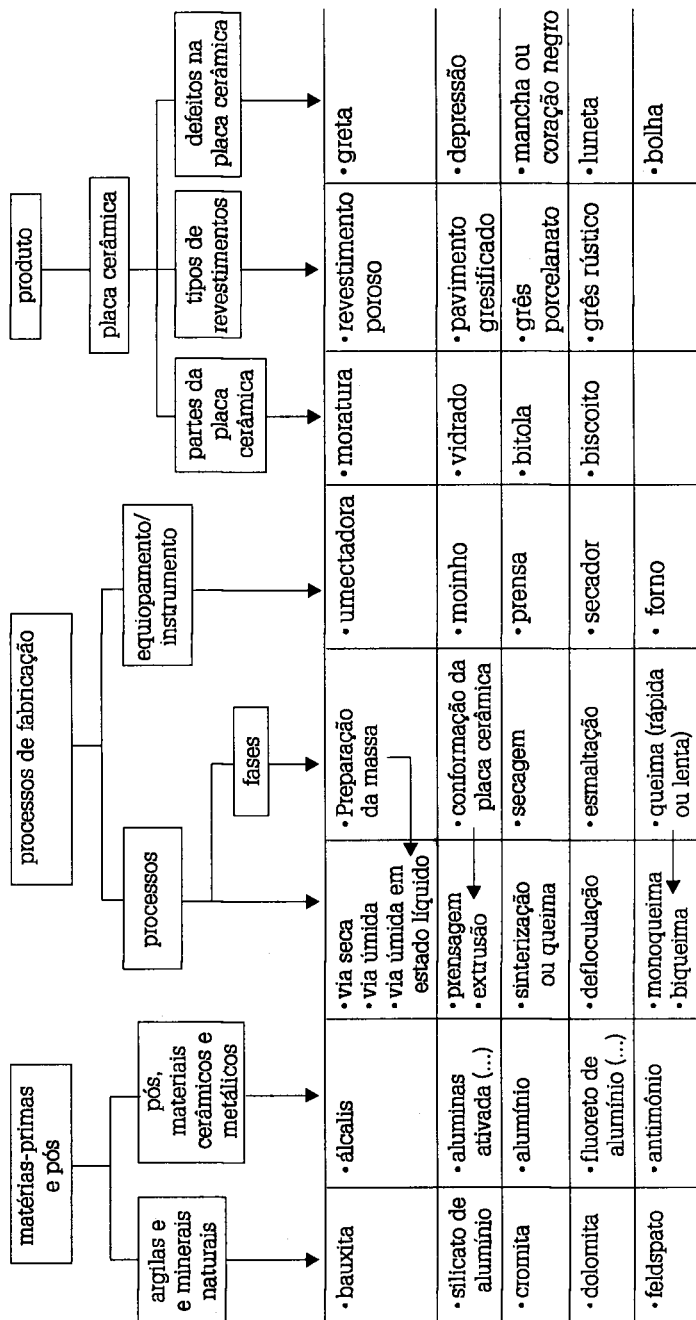 matérias-primas
e pós
argilas e
minerais
naturais
pós,
materiais
cerâmicos e
metálicos
processos de fabricação
processos
fases
equiopamento/
instrumento
produto
placa cerâmica
partes da
placa
cerâmica
tipos de
revestimentos
defeitos na
placa cerâmica
• bauxita
• álcalis
• via seca
• via úmida
• via úmida em
estado líquido
• Preparação
da massa
• umectadora
• moratura
• revestimento
poroso
• greta
• silicato de
alumínio
• aluminas
ativada (...)
• prensagem
• extrusão
• conformação da
placa cerâmica
• moinho
• vidrado
• pavimento
gresificado
• depressão
• cromita
• alumínio
• sinterização
ou queima
• secagem
• prensa
• bitola
• grês
porcelanato
• mancha ou
coração negro
• dolomita
• fluoreto de
alumínio (...)
• defloculação
• esmaltação
• secador
• biscoito
• grês rústico
• luneta
• feldspato
• antimônio
• monoqueima
• biqueima
• queima (rápida
ou lenta)
• forno
• bolha